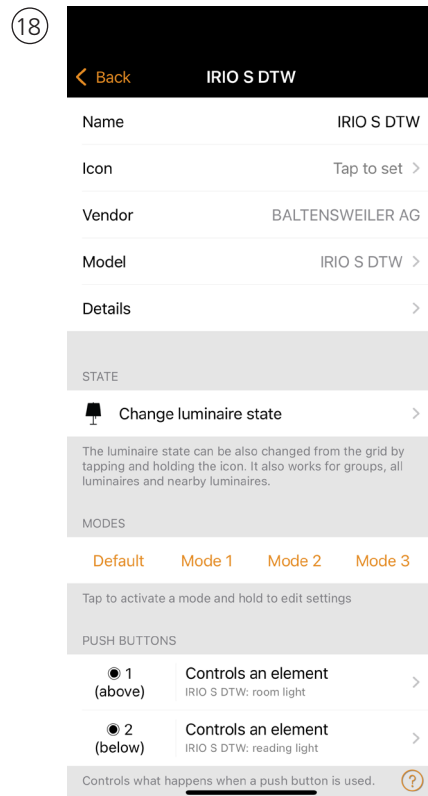 18
Back IRIO S DTW
Name IRIO S DTW
Icon Tap to set
Vendor BALTENSWEILER AG
Model IRIO S DTW
Details
STATE
Change luminaire state
The luminaire state can be also changed from the grid by
tapping and holding the icon. It also works for groups, all
luminaires and nearby luminaires.
MODES
Default Mode 1 Mode 2 Mode 3
Tap to activate a mode and hold to edit settings
PUSH BUTTONS
1 Controls an element
(above) IRIO S DTW: room light
2 Controls an element
(below) IRIO S DTW: reading light
Controls what happens when a push button is used. ?